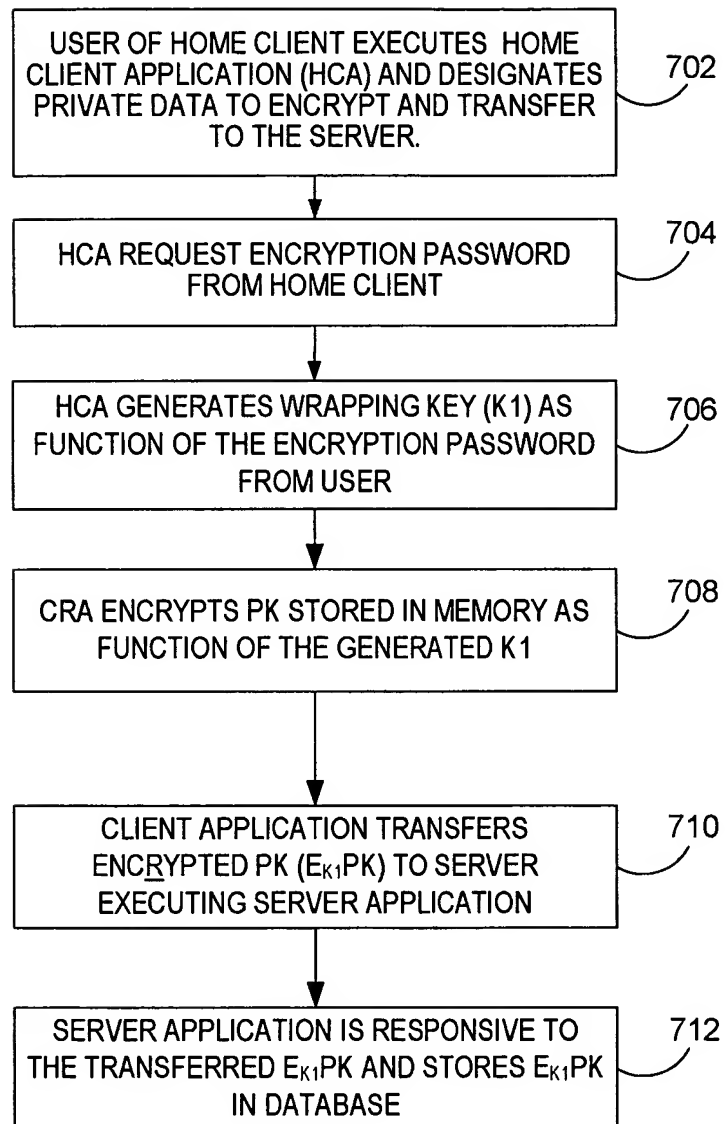 USER OF HOME CLIENT EXECUTES HOME
CLIENT APPLICATION (HCA) AND DESIGNATES
PRIVATE DATA TO ENCRYPT AND TRANSFER
TO THE SERVER.
702
HCA REQUEST ENCRYPTION PASSWORD
FROM HOME CLIENT
704
HCA GENERATES WRAPPING KEY (K1) AS
FUNCTION OF THE ENCRYPTION PASSWORD
FROM USER
706
CRA ENCRYPTS PK STORED IN MEMORY AS
FUNCTION OF THE GENERATED K1
708
CLIENT APPLICATION TRANSFERS
ENCRYPTED PK (EK1PK) TO SERVER
EXECUTING SERVER APPLICATION
710
SERVER APPLICATION IS RESPONSIVE TO
THE TRANSFERRED EK1PK AND STORES EK1PK
IN DATABASE
712